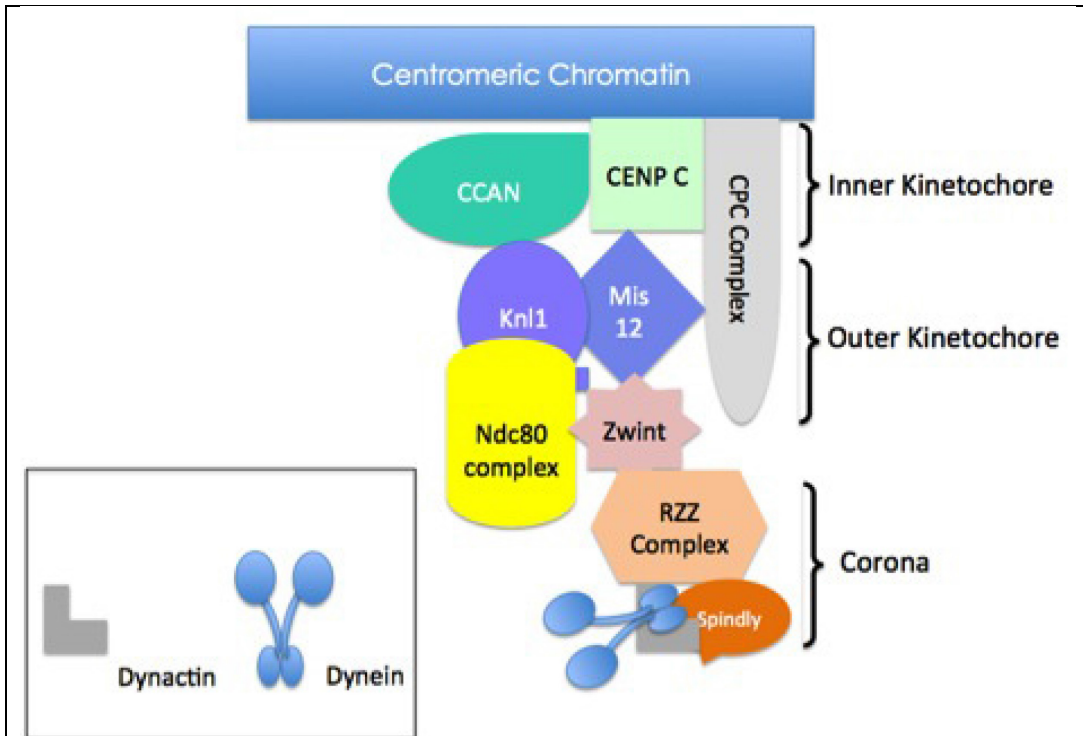 Centromeric Chromatin
CCAN
CENP C
CPC Complex
Inner Kinetochore
Knl1
Mis
12
Outer Kinetochore
Ndc80
complex
Zwint
RZZ
Complex
Corona
Spindly
Dynactin
Dynein